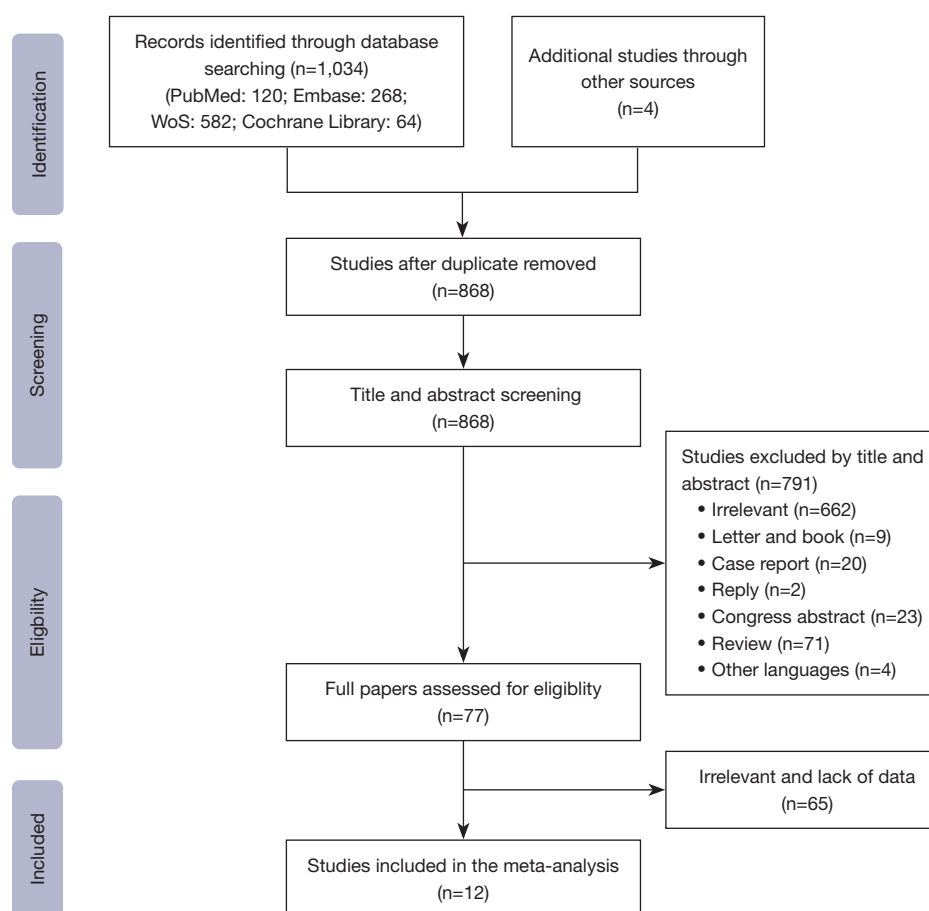 Identification
Records identified through database
searching (n=1,034)
(PubMed: 120; Embase: 268;
WoS: 582; Cochrane Library: 64)
Additional studies through
other sources
(n=4)
Screening
Studies after duplicate removed
(n=868)
Title and abstract screening
(n=868)
Studies excluded by title and
abstract (n=791)
• Irrelevant (n=662)
• Letter and book (n=9)
• Case report (n=20)
• Reply (n=2)
• Congress abstract (n=23)
• Review (n=71)
• Other languages (n=4)
Eligibility
Full papers assessed for eligiblity
(n=77)
Irrelevant and lack of data
(n=65)
Included
Studies included in the meta-analysis
(n=12)